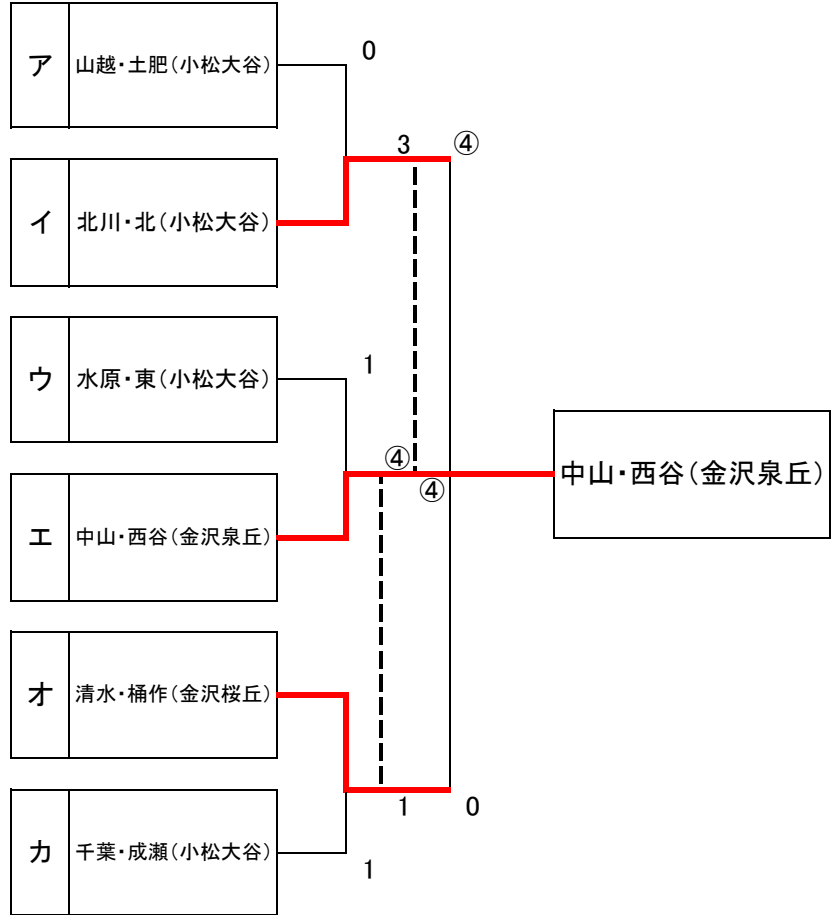 ア 山越・土肥(小松大谷)
0
3 ④
イ 北川・北(小松大谷)
ウ 水原・東(小松大谷)
1
④
④
中山・西谷(金沢泉丘)
エ 中山・西谷(金沢泉丘)
オ 清水・桶作(金沢桜丘)
1 0
カ 千葉・成瀬(小松大谷)
1